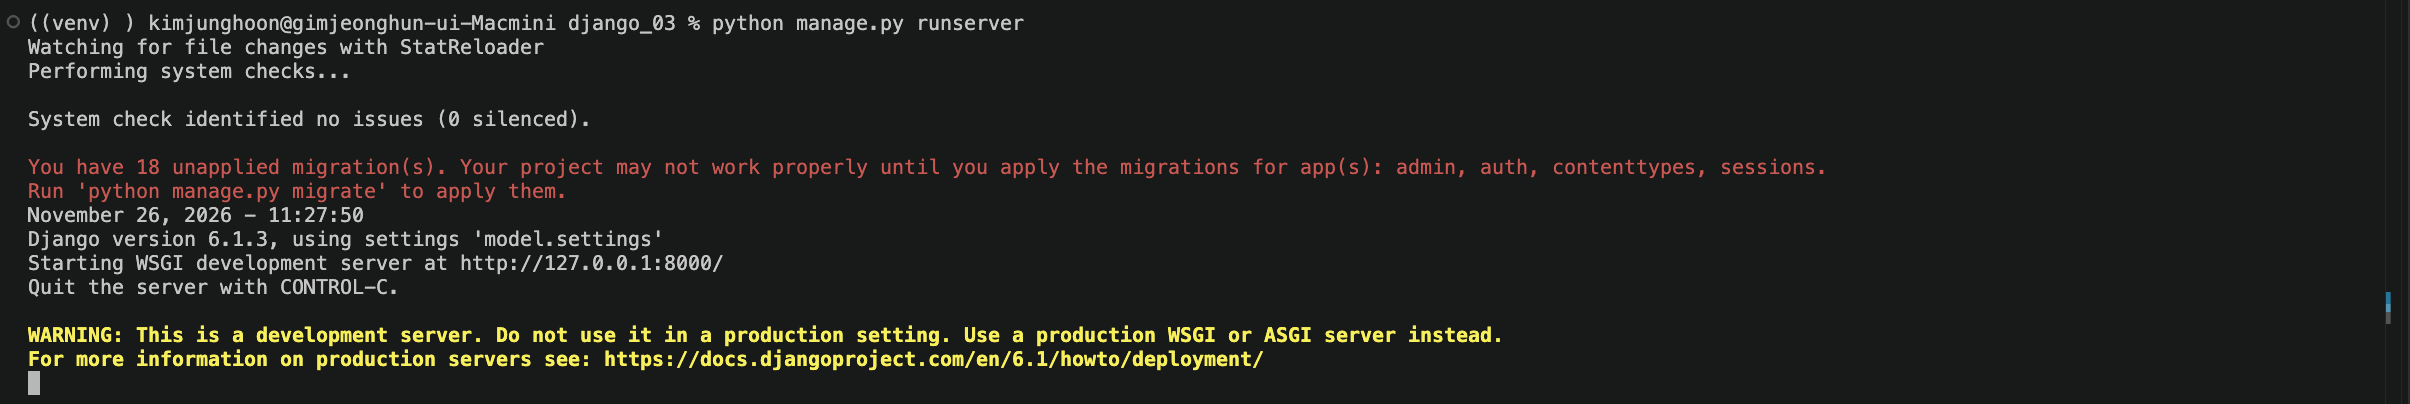 ((venv) ) kimjunghoon@gimjeonghun-ui-Macmini django_03 % python manage.py runserver
Watching for file changes with StatReloader
Performing system checks...
System check identified no issues (0 silenced).
You have 18 unapplied migration(s). Your project may not work properly until you apply the migrations for app(s): admin, auth, contenttypes, sessions.
Run 'python manage.py migrate' to apply them.
November 26, 2026 - 11:27:50
Django version 6.1.3, using settings 'model.settings'
Starting WSGI development server at http://127.0.0.1:8000/
Quit the server with CONTROL-C.
WARNING: This is a development server. Do not use it in a production setting. Use a production WSGI or ASGI server instead.
For more information on production servers see: https://docs.djangoproject.com/en/6.1/howto/deployment/